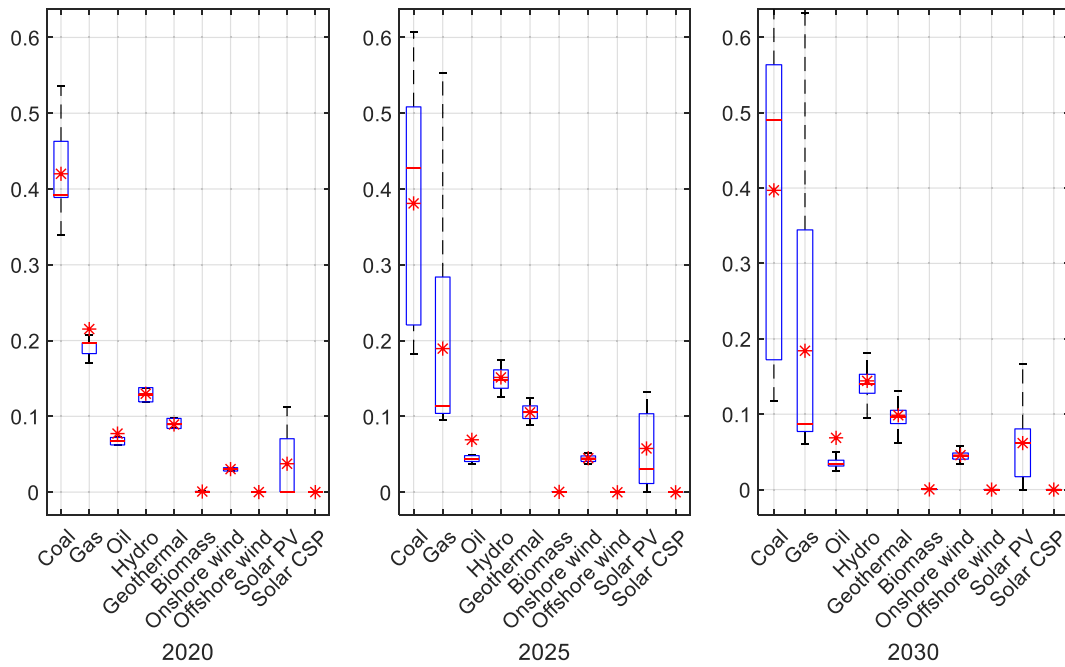 0.6
0.5
0.4
0.3
0.2
0.1
0
Coal
Gas
Oil
Hydro
Geothermal
Biomass
Onshore wind
Offshore wind
Solar PV
Solar CSP
2020
0.6
0.5
0.4
0.3
0.2
0.1
0
Coal
Gas
Oil
Hydro
Geothermal
Biomass
Onshore wind
Offshore wind
Solar PV
Solar CSP
2025
0.6
0.5
0.4
0.3
0.2
0.1
0
Coal
Gas
Oil
Hydro
Geothermal
Biomass
Onshore wind
Offshore wind
Solar PV
Solar CSP
2030